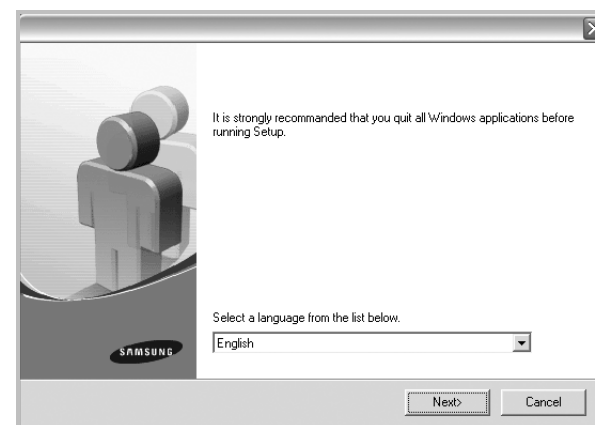 It is strongly recommanded that you quit all Windows applications before
running Setup.
Select a language from the list below.
English
SAMSUNG
Next>
Cancel